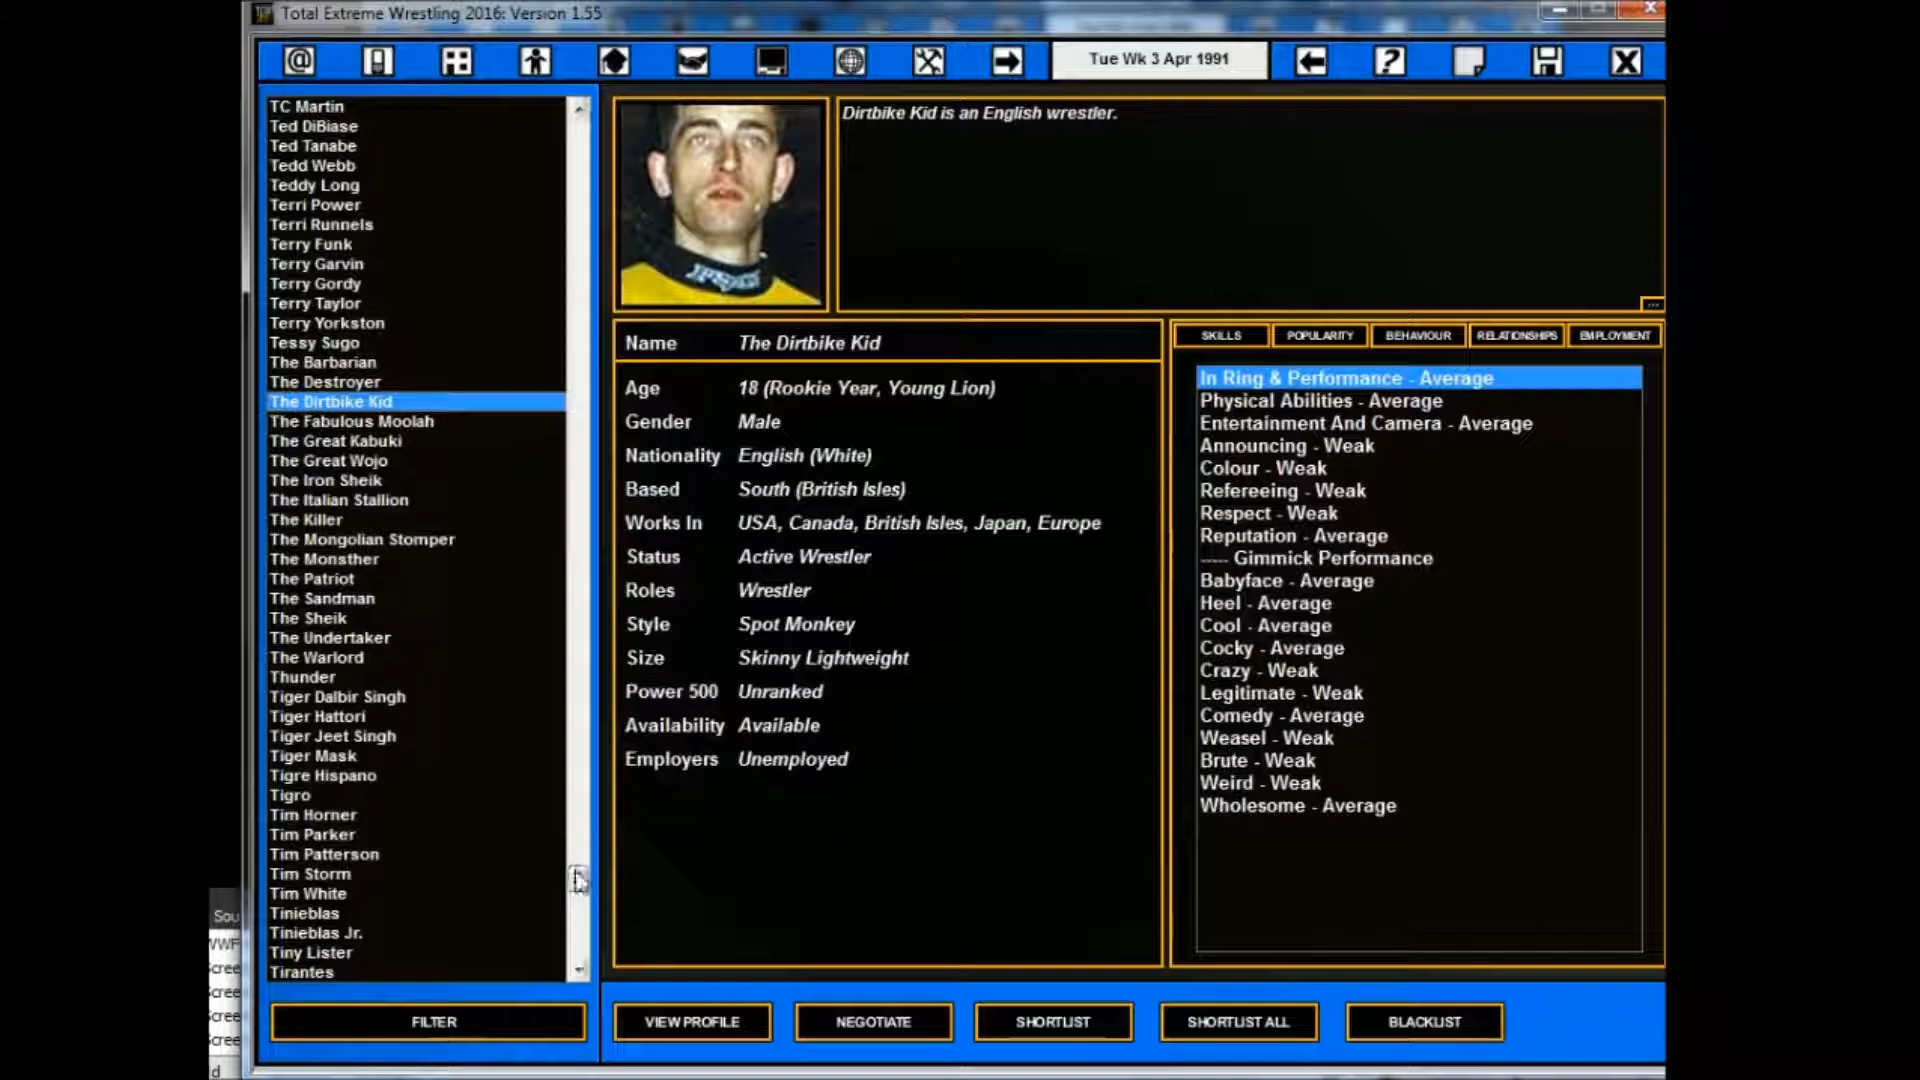 Total Extreme Wrestling 2016: Version 1.55
Tue Wk 3 Apr 1991
TC Martin
Ted DiBiase
Ted Tanabe
Tedd Webb
Teddy Long
Terri Power
Terri Runnels
Terry Funk
Terry Garvin
Terry Gordy
Terry Taylor
Terry Yorkston
Tessy Sugo
The Barbarian
The Destroyer
The Dirtbike Kid
The Fabulous Moolah
The Great Kabuki
The Great Wojo
The Iron Sheik
The Italian Stallion
The Killer
The Mongolian Stomper
The Monsther
The Patriot
The Sandman
The Sheik
The Undertaker
The Warlord
Thunder
Tiger Dalbir Singh
Tiger Hattori
Tiger Jeet Singh
Tiger Mask
Tigre Hispano
Tigro
Tim Horner
Tim Parker
Tim Patterson
Tim Storm
Tim White
Tinieblas
Tinieblas Jr.
Tiny Lister
Tirantes
FILTER
Dirtbike Kid is an English wrestler.
...
Name The Dirtbike Kid
Age 18 (Rookie Year, Young Lion)
Gender Male
Nationality English (White)
Based South (British Isles)
Works In USA, Canada, British Isles, Japan, Europe
Status Active Wrestler
Roles Wrestler
Style Spot Monkey
Size Skinny Lightweight
Power 500 Unranked
Availability Available
Employers Unemployed
SKILLS POPULARITY BEHAVIOUR RELATIONSHIPS EMPLOYMENT
In Ring & Performance - Average
Physical Abilities - Average
Entertainment And Camera - Average
Announcing - Weak
Colour - Weak
Refereeing - Weak
Respect - Weak
Reputation - Average
----- Gimmick Performance
Babyface - Average
Heel - Average
Cool - Average
Cocky - Average
Crazy - Weak
Legitimate - Weak
Comedy - Average
Weasel - Weak
Brute - Weak
Weird - Weak
Wholesome - Average
VIEW PROFILE NEGOTIATE SHORTLIST SHORTLIST ALL BLACKLIST
Sou
WWF
Scree
Scree
Scree
Scree
d